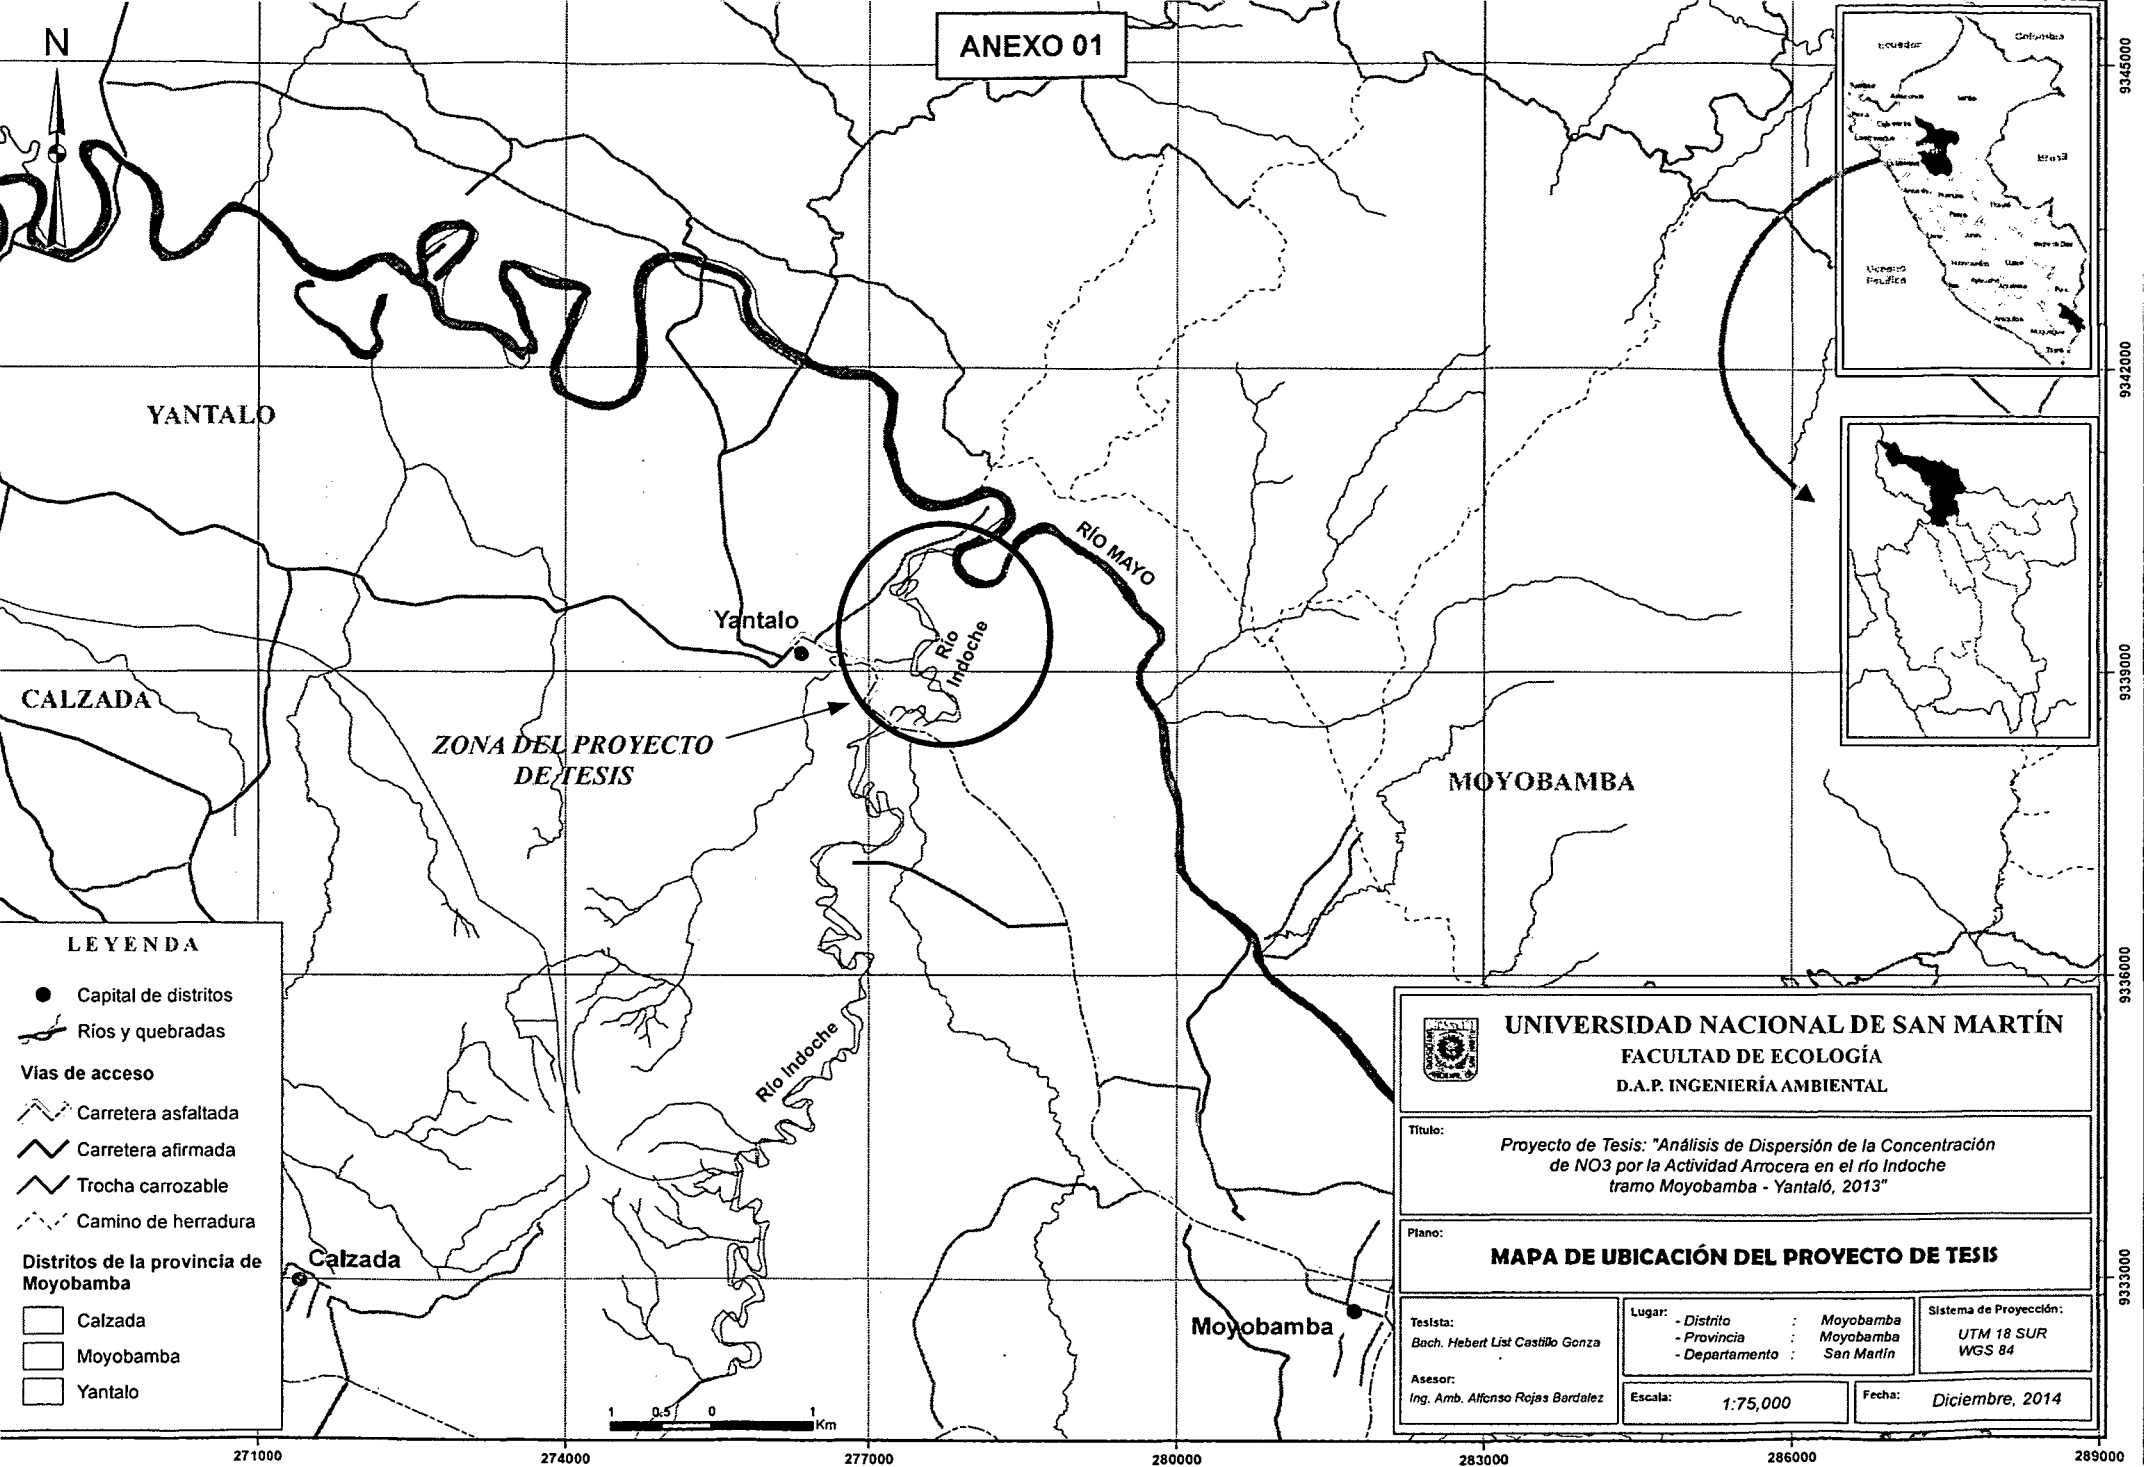 ANEXO 01
N
Ecuador
Colombia
Brasil
Océano
Pacífico
YANTALO
RÍO MAYO
Yantalo
Río
Indoche
CALZADA
ZONA DEL PROYECTO
DE TESIS
MOYOBAMBA
Río Indoche
Calzada
Moyobamba
LEYENDA
Capital de distritos
Ríos y quebradas
Vías de acceso
Carretera asfaltada
Carretera afirmada
Trocha carrozable
Camino de herradura
Distritos de la provincia de
Moyobamba
Calzada
Moyobamba
Yantalo
1 0.5 0 1
Km
UNIVERSIDAD NACIONAL DE SAN MARTÍN
FACULTAD DE ECOLOGÍA
D.A.P. INGENIERÍA AMBIENTAL
Título:
Proyecto de Tesis: "Análisis de Dispersión de la Concentración
de NO3 por la Actividad Arrocera en el río Indoche
tramo Moyobamba - Yantaló, 2013"
Plano:
MAPA DE UBICACIÓN DEL PROYECTO DE TESIS
Tesista:
Bach. Hebert List Castillo Gonza
Asesor:
Ing. Amb. Alfonso Rojas Bardalez
Lugar:
- Distrito : Moyobamba
- Provincia : Moyobamba
- Departamento : San Martín
Sistema de Proyección:
UTM 18 SUR
WGS 84
Escala: 1:75,000
Fecha: Diciembre, 2014
9345000
9342000
9339000
9336000
9333000
271000
274000
277000
280000
283000
286000
289000